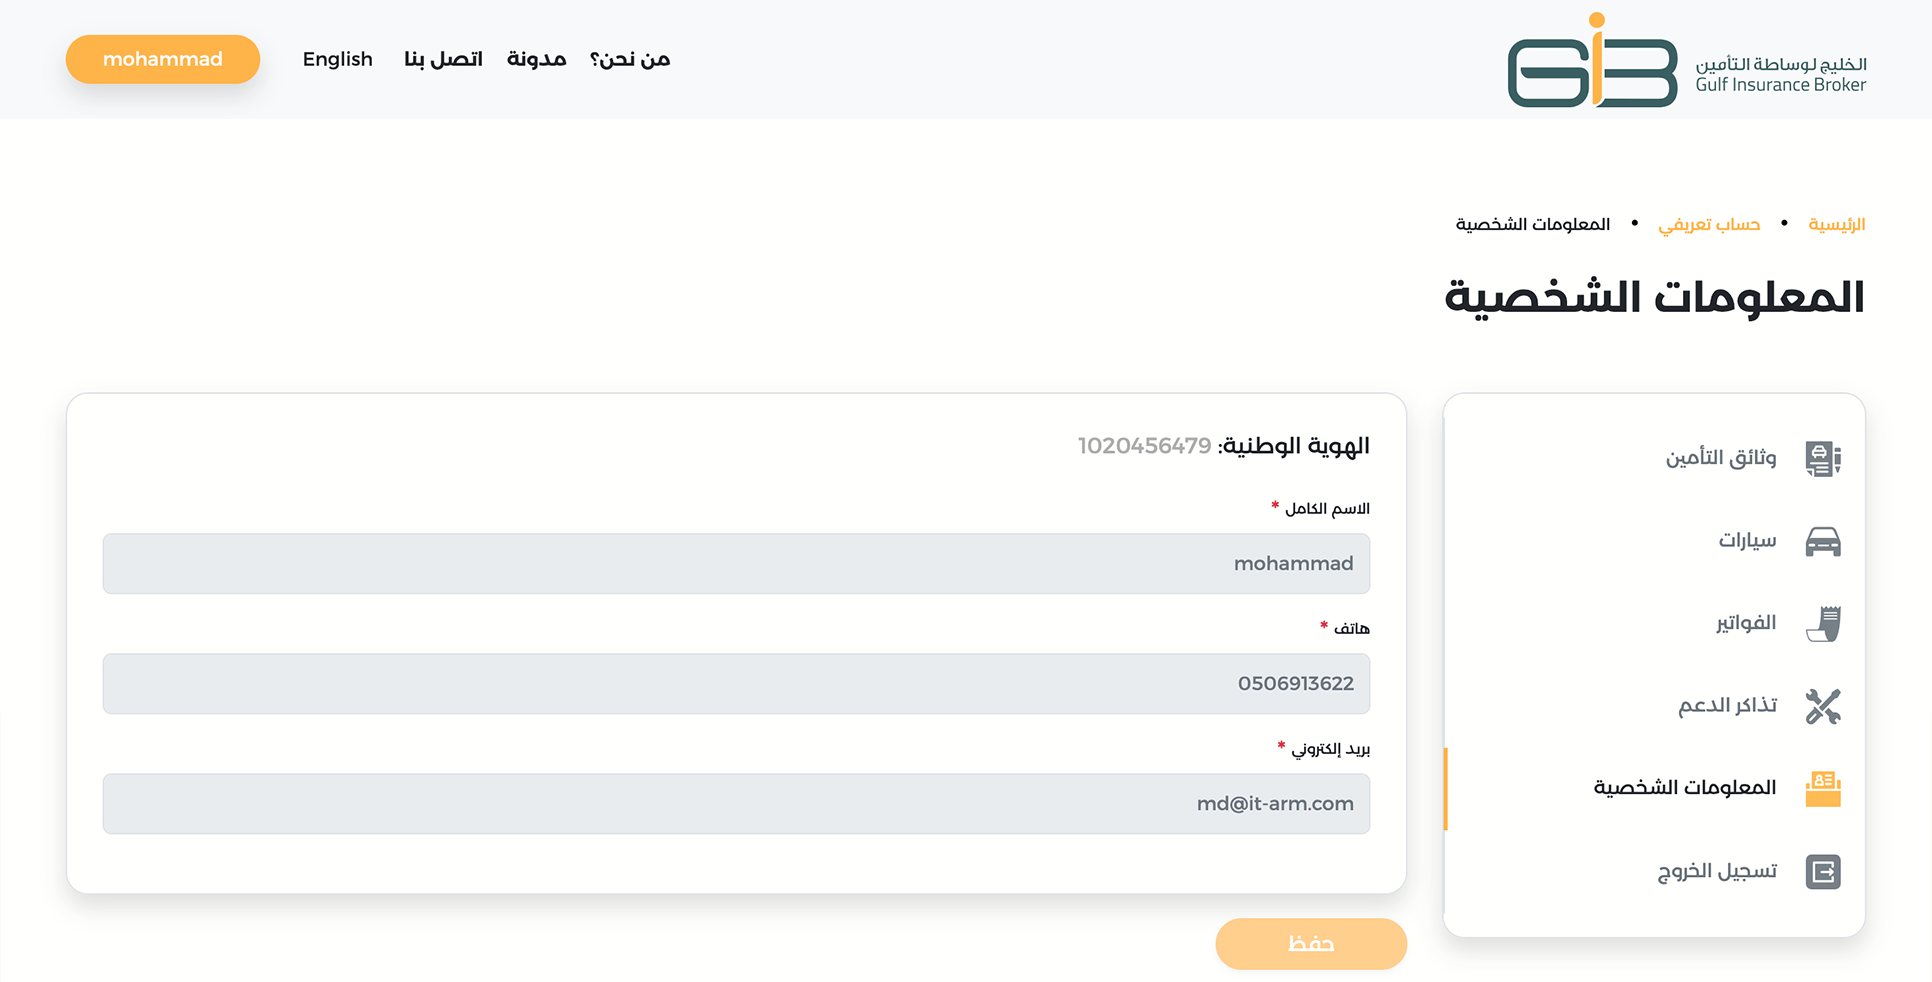 الخليج لوساطة التأمين
Gulf Insurance Broker
GiB
من نحن؟
مدونة
اتصل بنا
English
mohammad
الرئيسية • حساب تعريفي • المعلومات الشخصية
المعلومات الشخصية
وثائق التأمين
سيارات
الفواتير
تذاكر الدعم
المعلومات الشخصية
تسجيل الخروج
الهوية الوطنية: 1020456479
الاسم الكامل *
mohammad
هاتف *
0506913622
بريد إلكتروني *
md@it-arm.com
حفظ